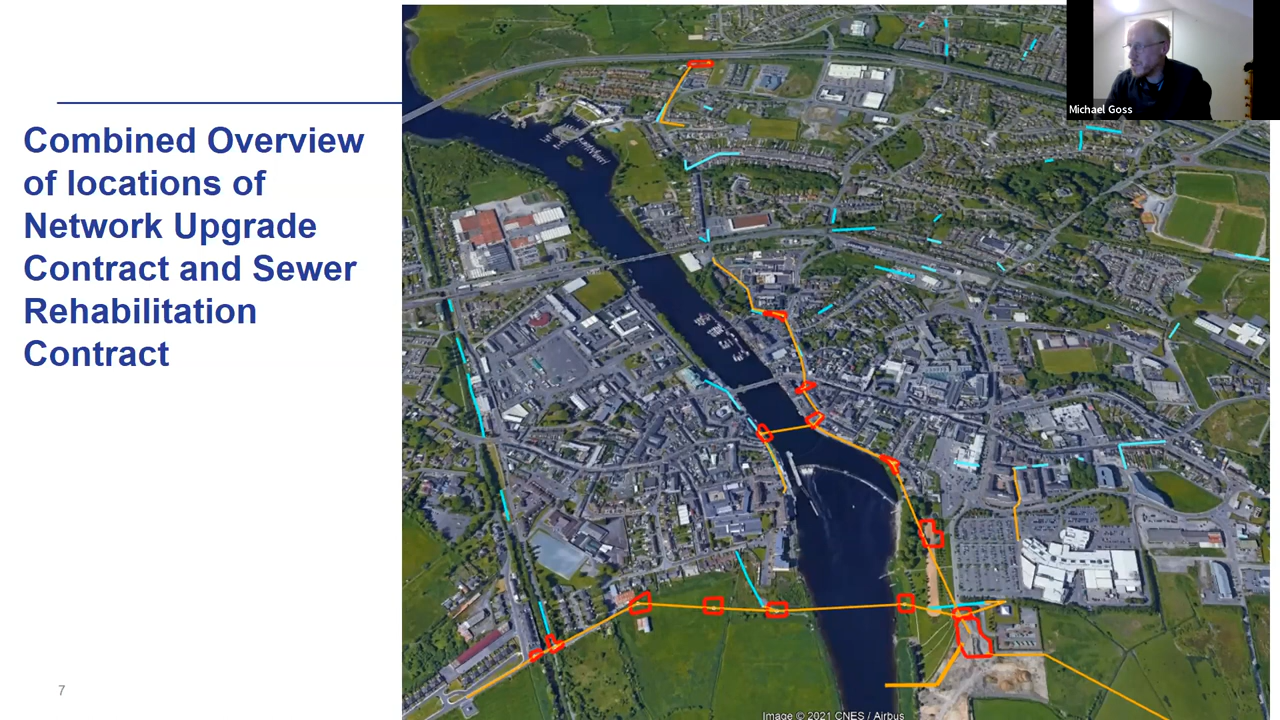 Combined Overview
of locations of
Network Upgrade
Contract and Sewer
Rehabilitation
Contract
Michael Goss
7
Image © 2021 CNES / Airbus